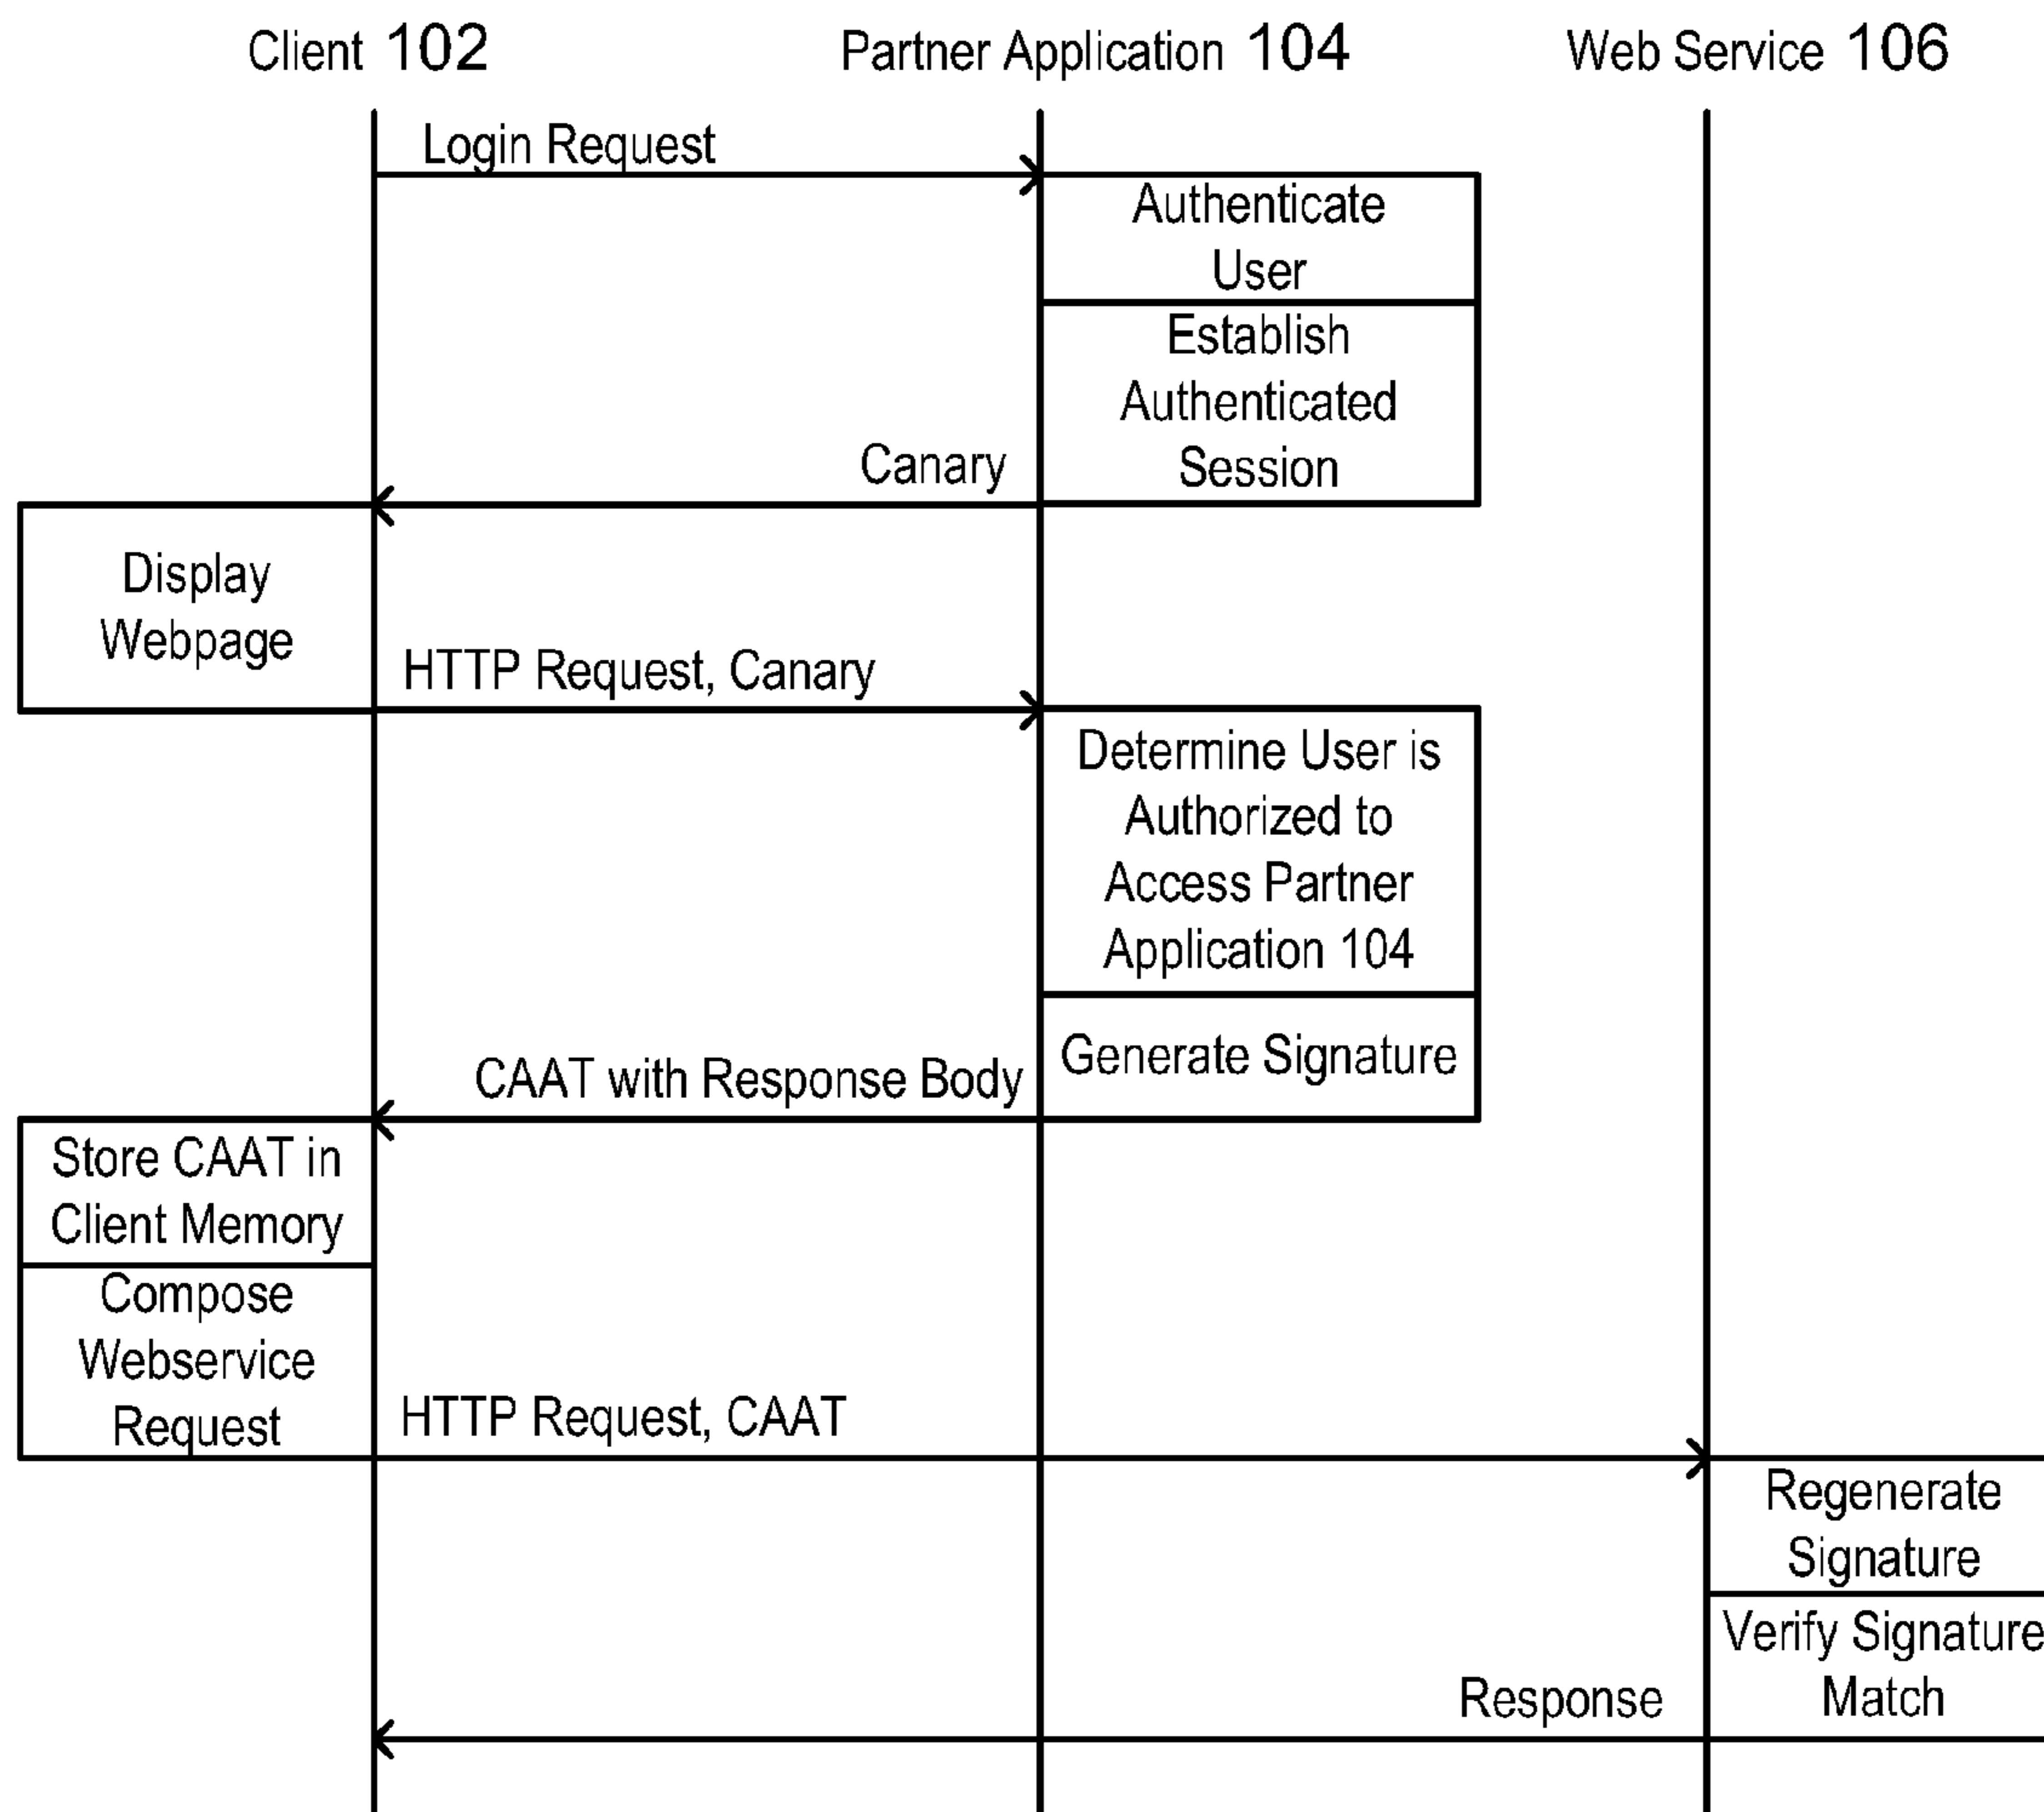 Client 102
Partner Application 104
Web Service 106
Login Request
Authenticate
User
Establish
Authenticated
Session
Canary
Display
Webpage
HTTP Request, Canary
Determine User is
Authorized to
Access Partner
Application 104
Generate Signature
CAAT with Response Body
Store CAAT in
Client Memory
Compose
Webservice
Request
HTTP Request, CAAT
Regenerate
Signature
Verify Signature
Match
Response